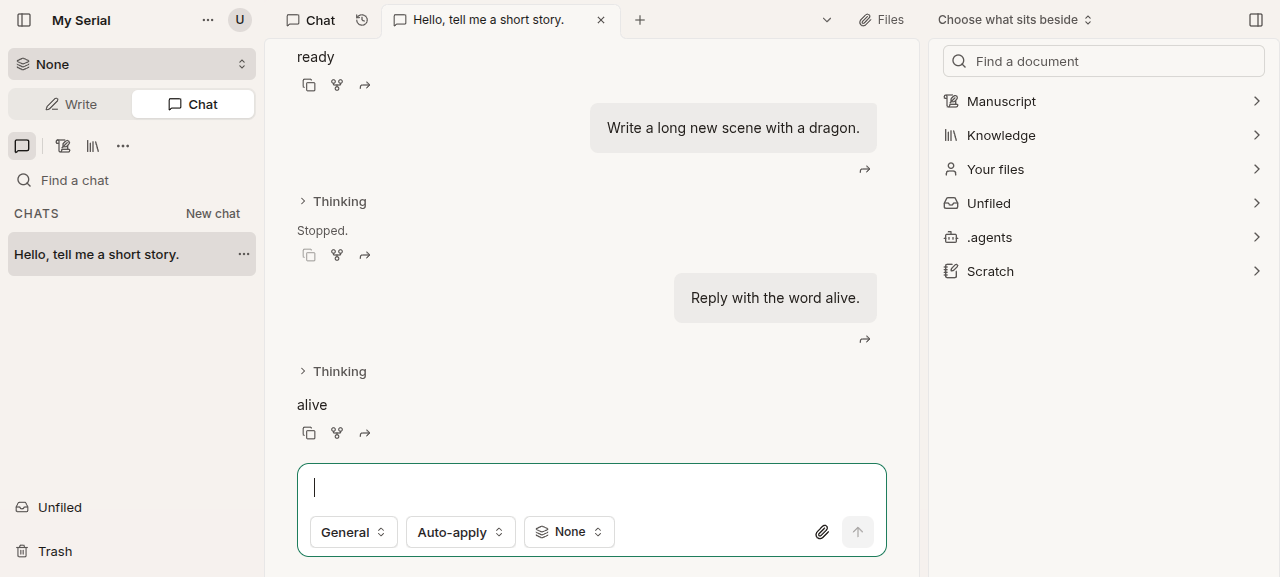 My Serial
U
None
Write
Chat
Find a chat
CHATS
New chat
Hello, tell me a short story.
Unfiled
Trash
Chat
Hello, tell me a short story.
Files
ready
Write a long new scene with a dragon.
Thinking
Stopped.
Reply with the word alive.
Thinking
alive
General
Auto-apply
None
Choose what sits beside
Find a document
Manuscript
Knowledge
Your files
Unfiled
.agents
Scratch